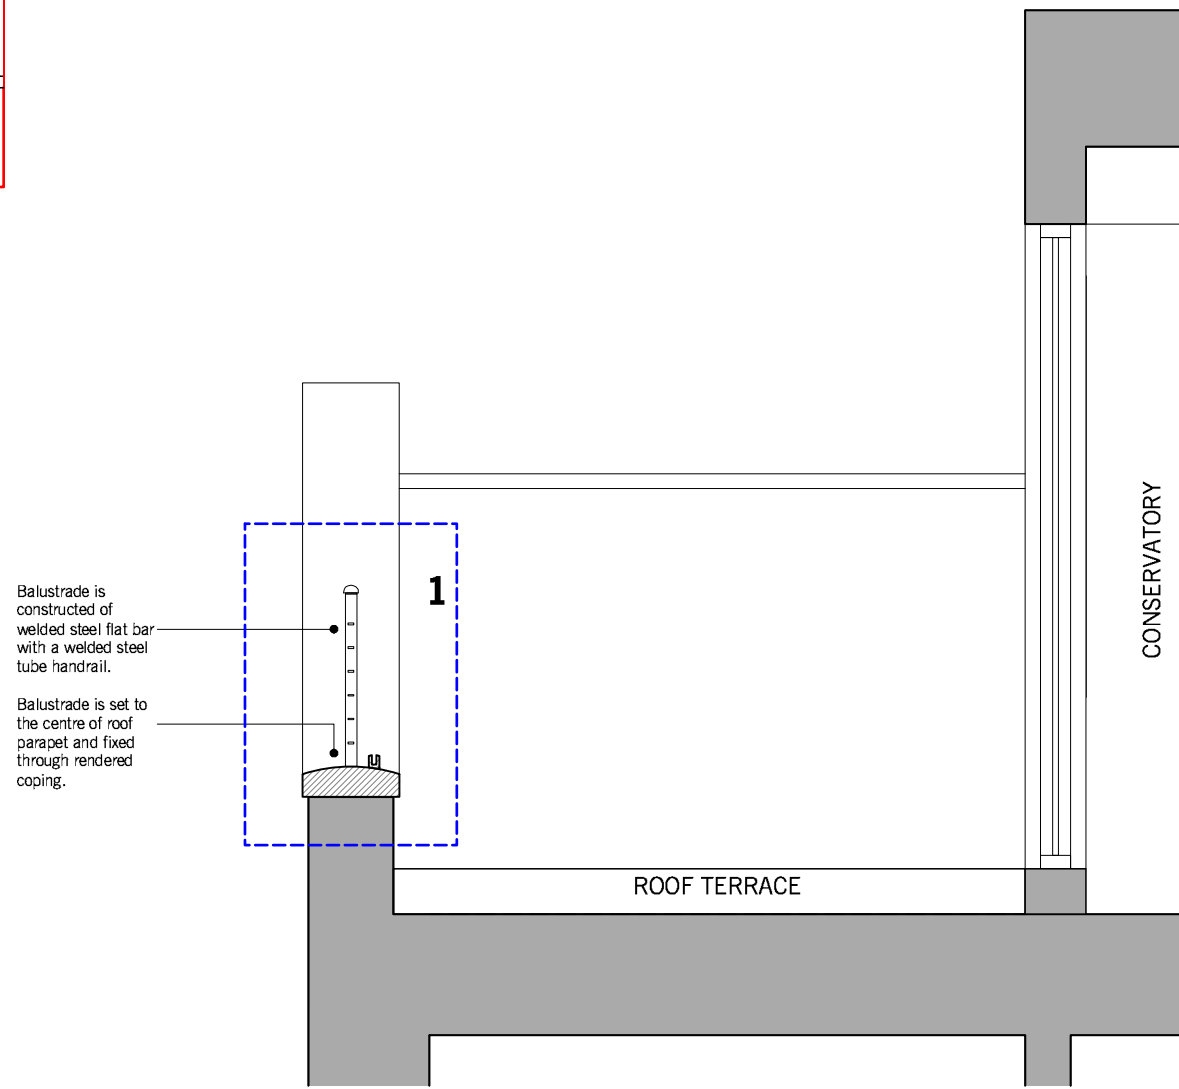 1
Balustrade is
constructed of
welded steel flat bar
with a welded steel
tube handrail.
Balustrade is set to
the centre of roof
parapet and fixed
through rendered
coping.
CONSERVATORY
ROOF TERRACE